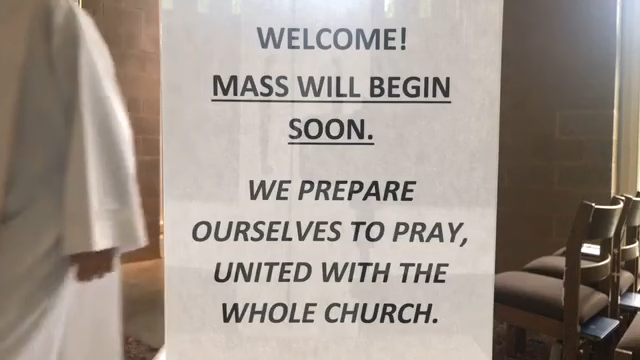 WELCOME!
MASS WILL BEGIN
SOON.
WE PREPARE
OURSELVES TO PRAY,
UNITED WITH THE
WHOLE CHURCH.